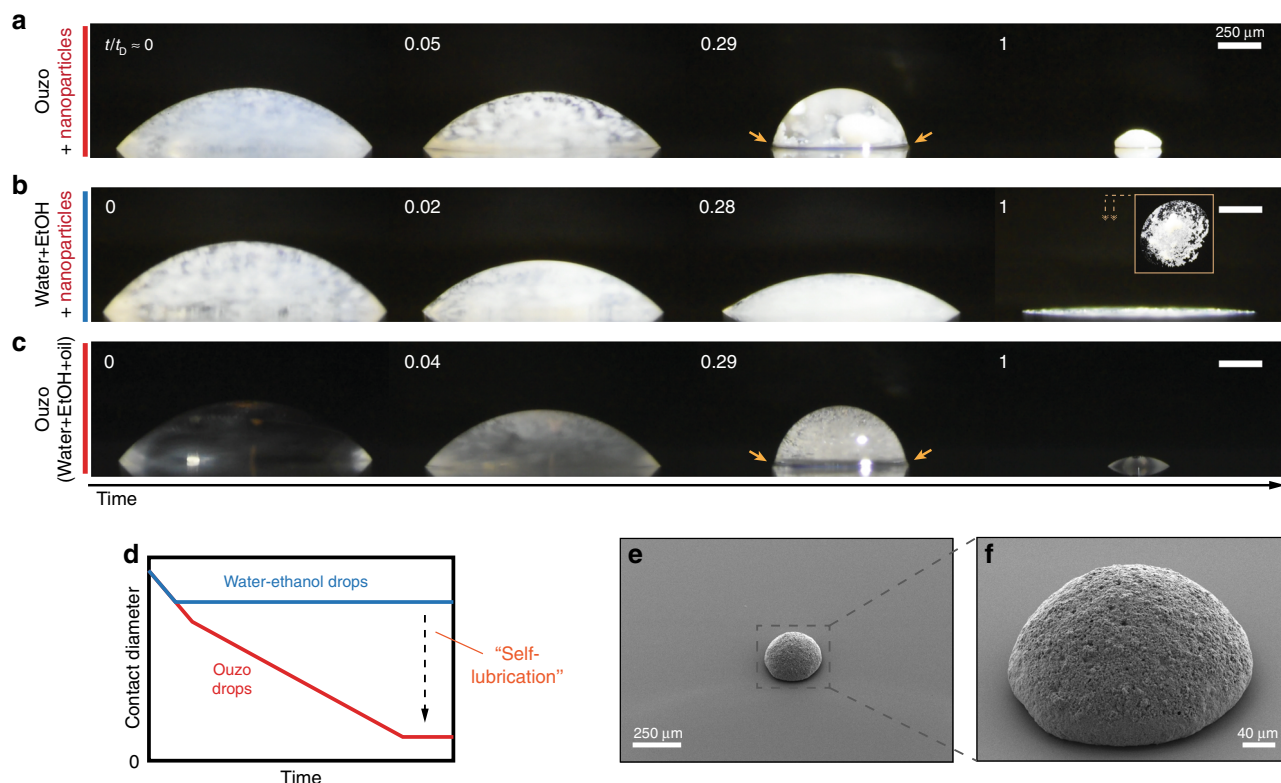 a
Ouzo
+ nanoparticles
t/tD ≈ 0
0.05
0.29
1
250 µm
b
Water+EtOH
+ nanoparticles
0
0.02
0.28
1
c
Ouzo
(Water+EtOH+oil)
0
0.04
0.29
1
Time
d
Contact diameter
0
Time
Water-ethanol drops
Ouzo
drops
“Self-
lubrication”
e
250 µm
f
40 µm